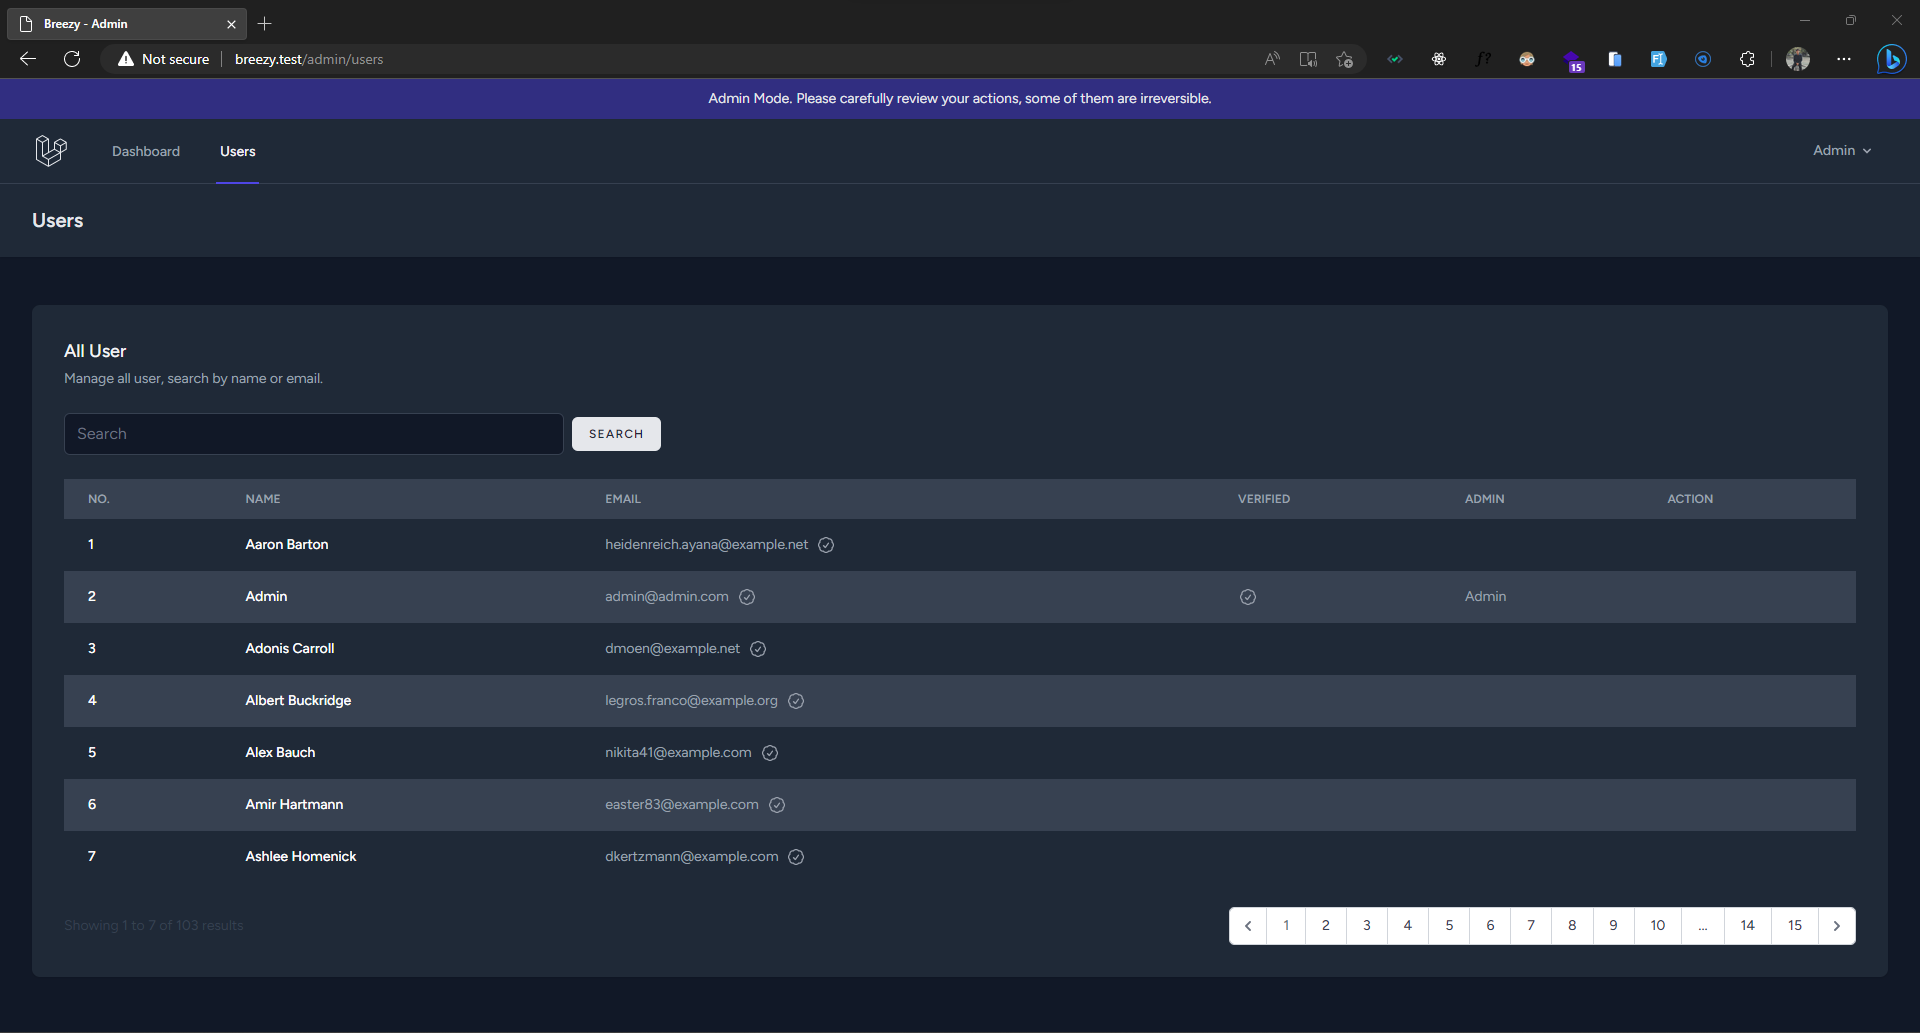 Breezy - Admin
Not secure breezy.test/admin/users
15
Admin Mode. Please carefully review your actions, some of them are irreversible.
Dashboard Users Admin
Users
All User
Manage all user, search by name or email.
Search SEARCH
NO. NAME EMAIL VERIFIED ADMIN ACTION
1 Aaron Barton heidenreich.ayana@example.net
2 Admin admin@admin.com Admin
3 Adonis Carroll dmoen@example.net
4 Albert Buckridge legros.franco@example.org
5 Alex Bauch nikita41@example.com
6 Amir Hartmann easter83@example.com
7 Ashlee Homenick dkertzmann@example.com
Showing 1 to 7 of 103 results 1 2 3 4 5 6 7 8 9 10 ... 14 15